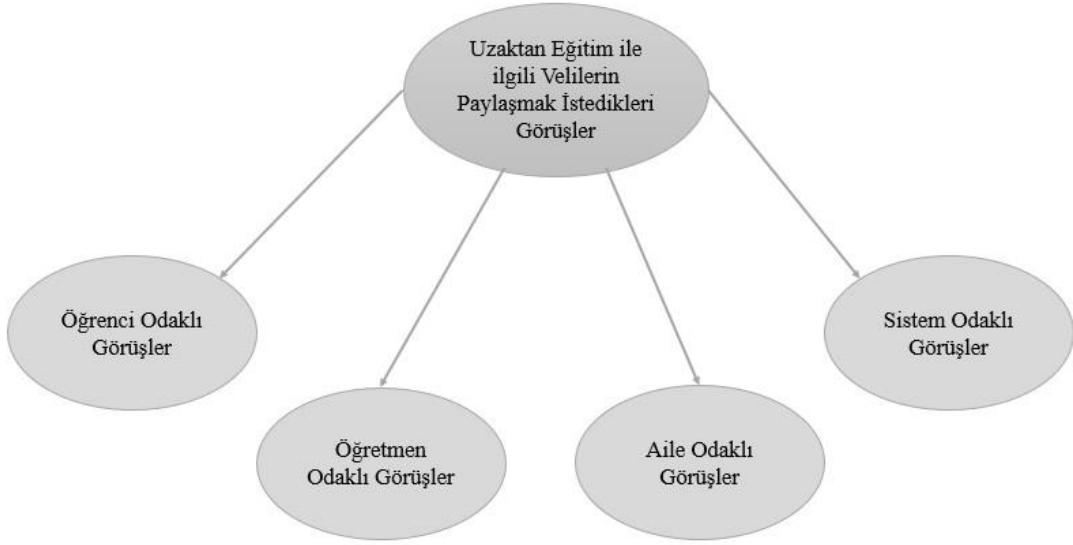 Uzaktan Eğitim ile
ilgili Velilerin
Paylaşmak İstedikleri
Görüşler
Öğrenci Odaklı
Görüşler
Öğretmen
Odaklı Görüşler
Aile Odaklı
Görüşler
Sistem Odaklı
Görüşler